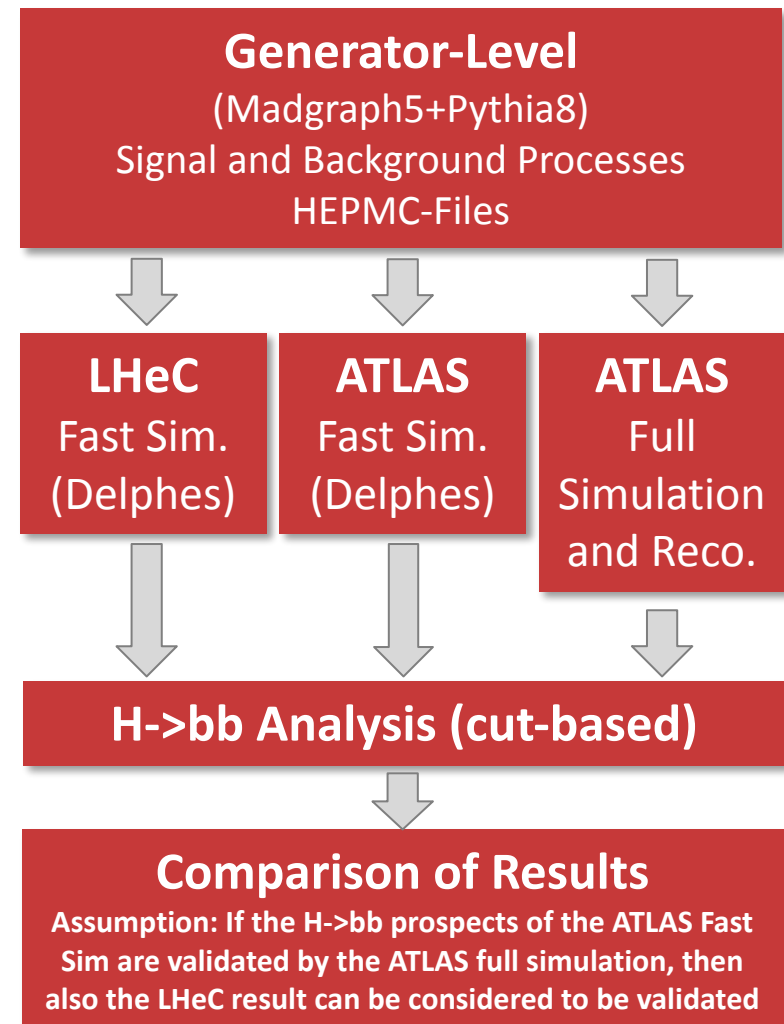 Generator-Level
(Madgraph5+Pythia8)
Signal and Background Processes
HEPMC-Files
LHeC
Fast Sim.
(Delphes)
ATLAS
Fast Sim.
(Delphes)
ATLAS
Full
Simulation
and Reco.
H->bb Analysis (cut-based)
Comparison of Results
Assumption: If the H->bb prospects of the ATLAS Fast
Sim are validated by the ATLAS full simulation, then
also the LHeC result can be considered to be validated